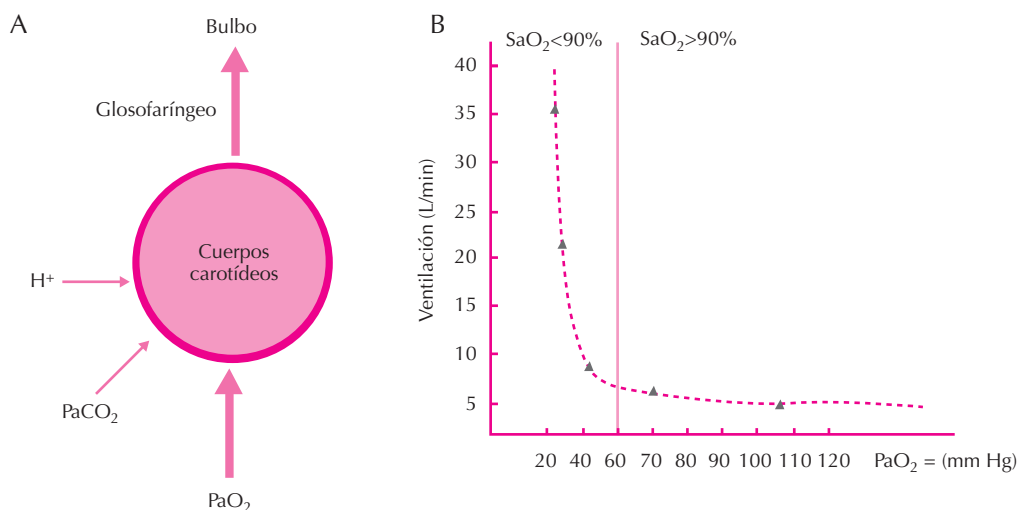 A
Bulbo
Glosofaríngeo
Cuerpos
carotídeos
H⁺
PaCO₂
PaO₂
B
SaO₂<90%
SaO₂>90%
Ventilación (L/min)
40
35
30
25
20
15
10
5
20 40 60 70 80 90 100 110 120 PaO₂ = (mm Hg)